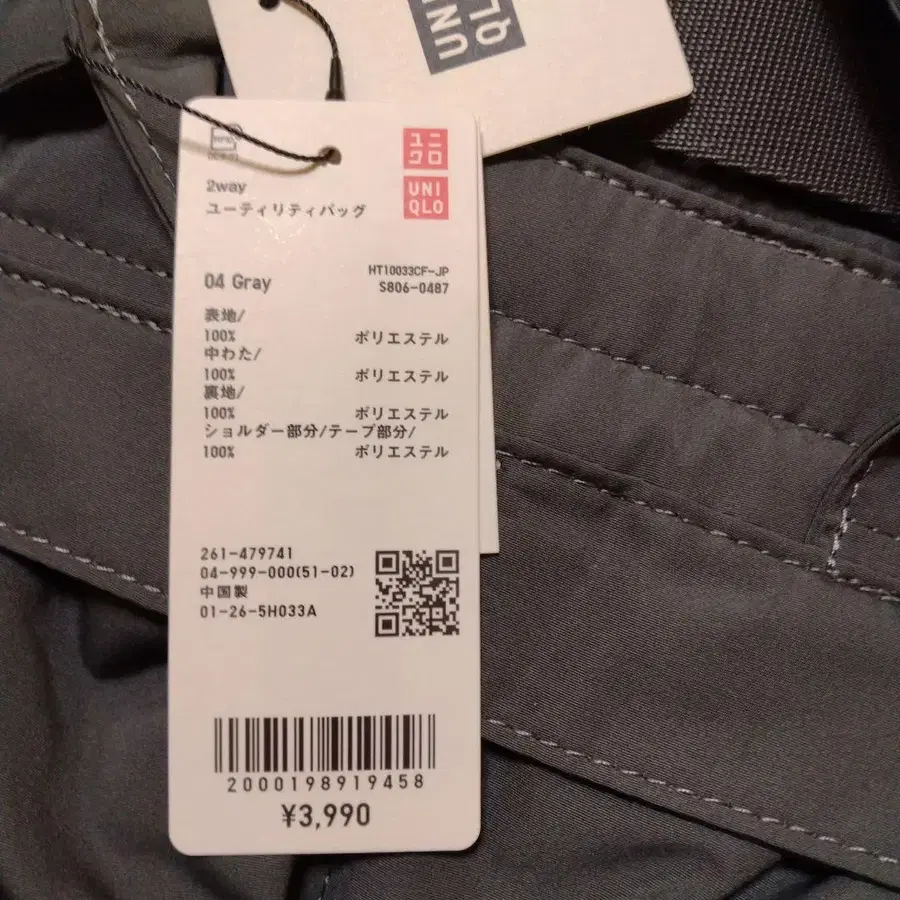 UNI
QLO
ユニ
クロ
UNI
QLO
2way
ユーティリティバッグ
04 Gray
HT10033CF-JP
S806-0487
表地/
100% ポリエステル
中わた/
100% ポリエステル
裏地/
100% ポリエステル
ショルダー部分/テープ部分/
100% ポリエステル
261-479741
04-999-000(51-02)
中国製
01-26-5H033A
2000198919458
¥3,990